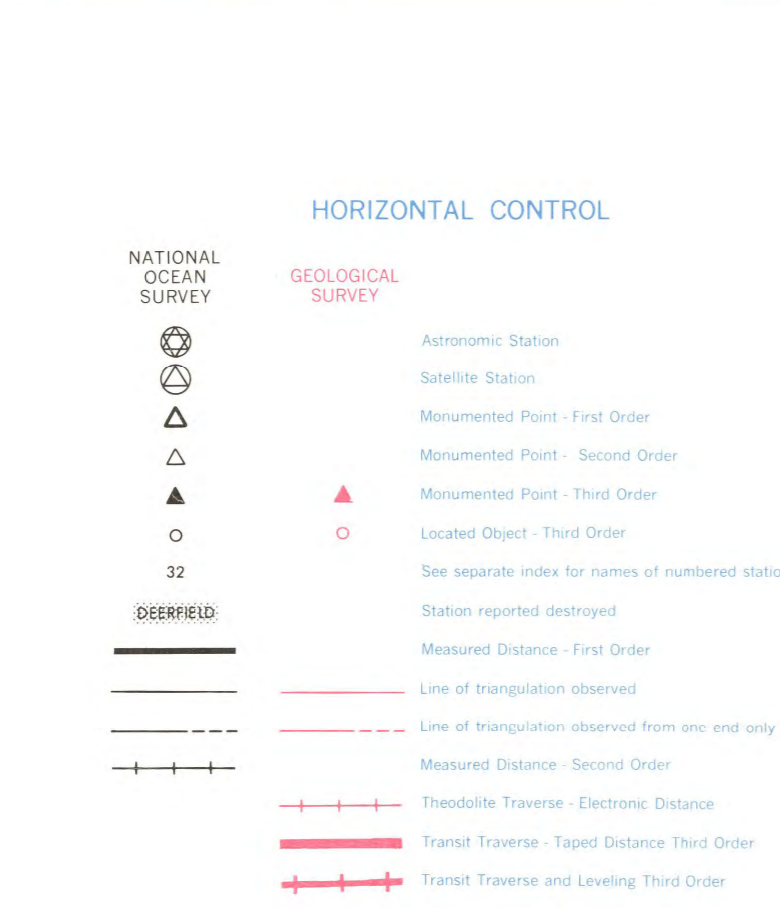 HORIZONTAL CONTROL
NATIONAL
OCEAN
SURVEY
GEOLOGICAL
SURVEY
Astronomic Station
Satellite Station
Monumented Point - First Order
Monumented Point - Second Order
Monumented Point - Third Order
Located Object - Third Order
32 See separate index for names of numbered statio
DEERFIELD Station reported destroyed
Measured Distance - First Order
Line of triangulation observed
Line of triangulation observed from one end only
Measured Distance - Second Order
Theodolite Traverse - Electronic Distance
Transit Traverse - Taped Distance Third Order
Transit Traverse and Leveling Third Order